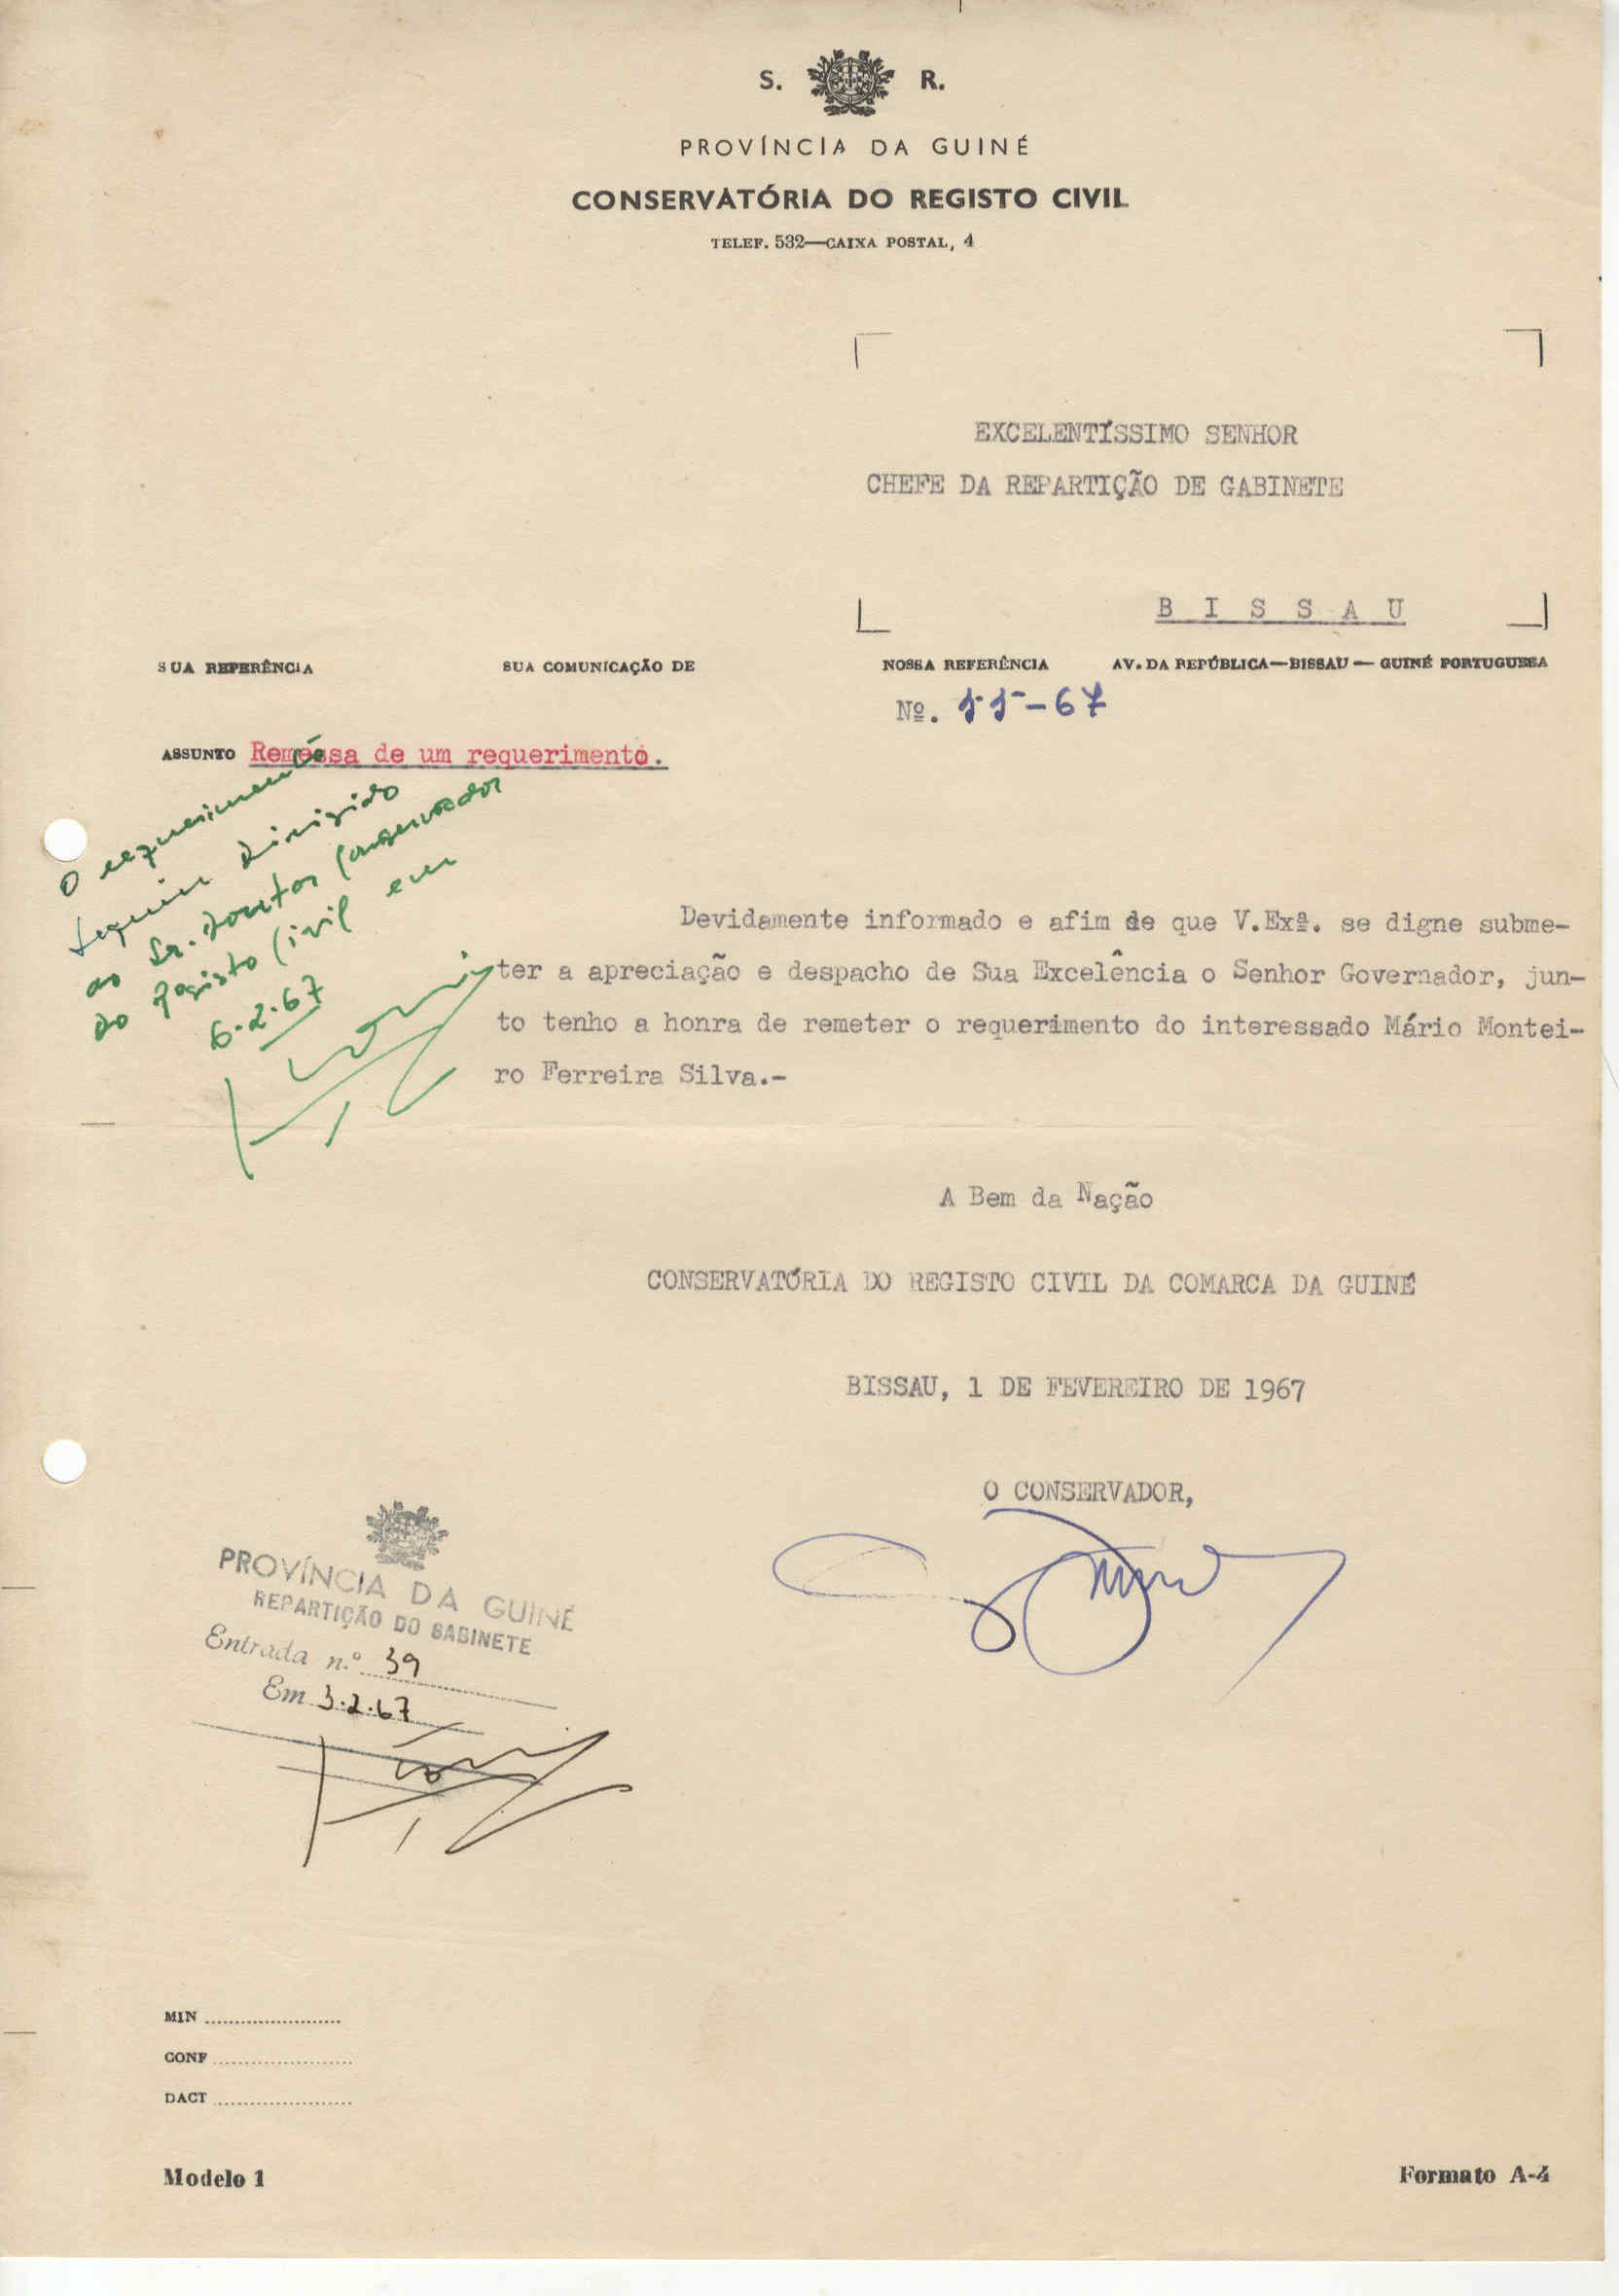 S. R.
PROVÍNCIA DA GUINÉ
CONSERVATÓRIA DO REGISTO CIVIL
TELEF. 532—CAIXA POSTAL, 4
EXCELENTÍSSIMO SENHOR
CHEFE DA REPARTIÇÃO DE GABINETE
B I S S A U
SUA REFERÊNCIA
SUA COMUNICAÇÃO DE
NOSSA REFERÊNCIA
AV. DA REPÚBLICA—BISSAU — GUINÉ PORTUGUESA
Nº. 55-67
ASSUNTO Remessa de um requerimento.
O requerimento
seguiu dirigido
ao Sr. Doutor Conservador
do Registo Civil em
6-2-67
Devidamente informado e afim de que V.Exª. se digne subme-
ter a apreciação e despacho de Sua Excelência o Senhor Governador, jun-
to tenho a honra de remeter o requerimento do interessado Mário Montei-
ro Ferreira Silva.-
A Bem da Nação
CONSERVATÓRIA DO REGISTO CIVIL DA COMARCA DA GUINÉ
BISSAU, 1 DE FEVEREIRO DE 1967
O CONSERVADOR,
PROVÍNCIA DA GUINÉ
REPARTIÇÃO DO GABINETE
Entrada n.º 39
Em 3.2.67
MIN
CONF
DACT
Modelo 1
Formato A-4